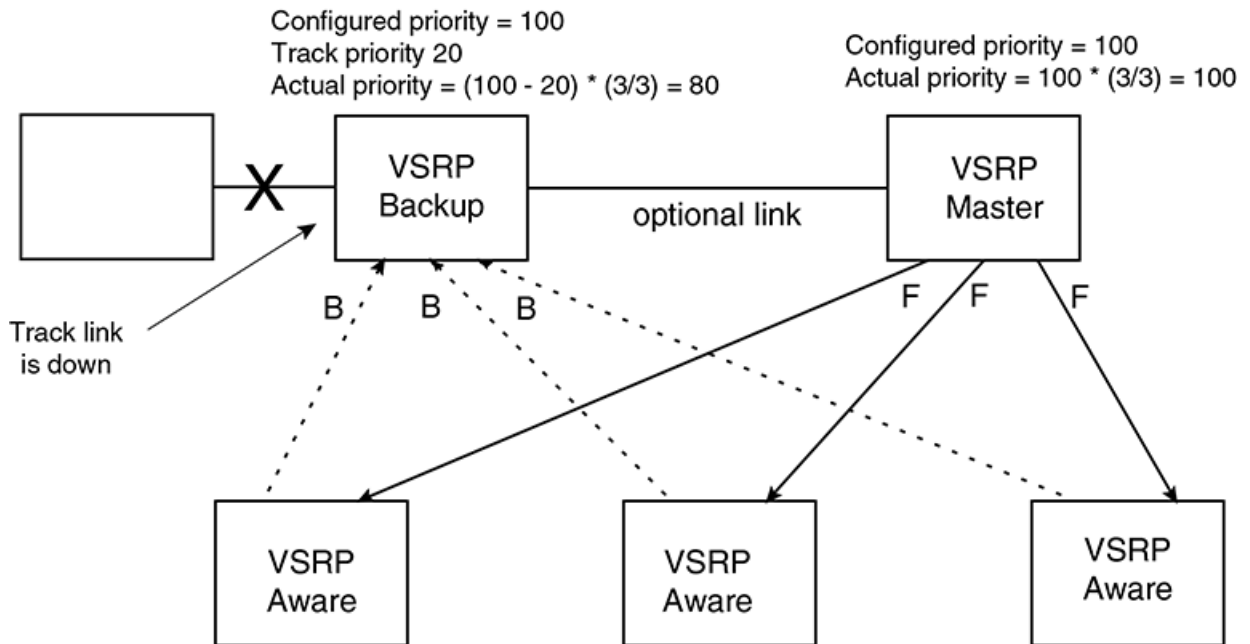 Configured priority = 100
Track priority 20
Actual priority = (100 - 20) * (3/3) = 80
Configured priority = 100
Actual priority = 100 * (3/3) = 100
X
VSRP
Backup
optional link
VSRP
Master
B
B
B
F
F
F
Track link
is down
VSRP
Aware
VSRP
Aware
VSRP
Aware